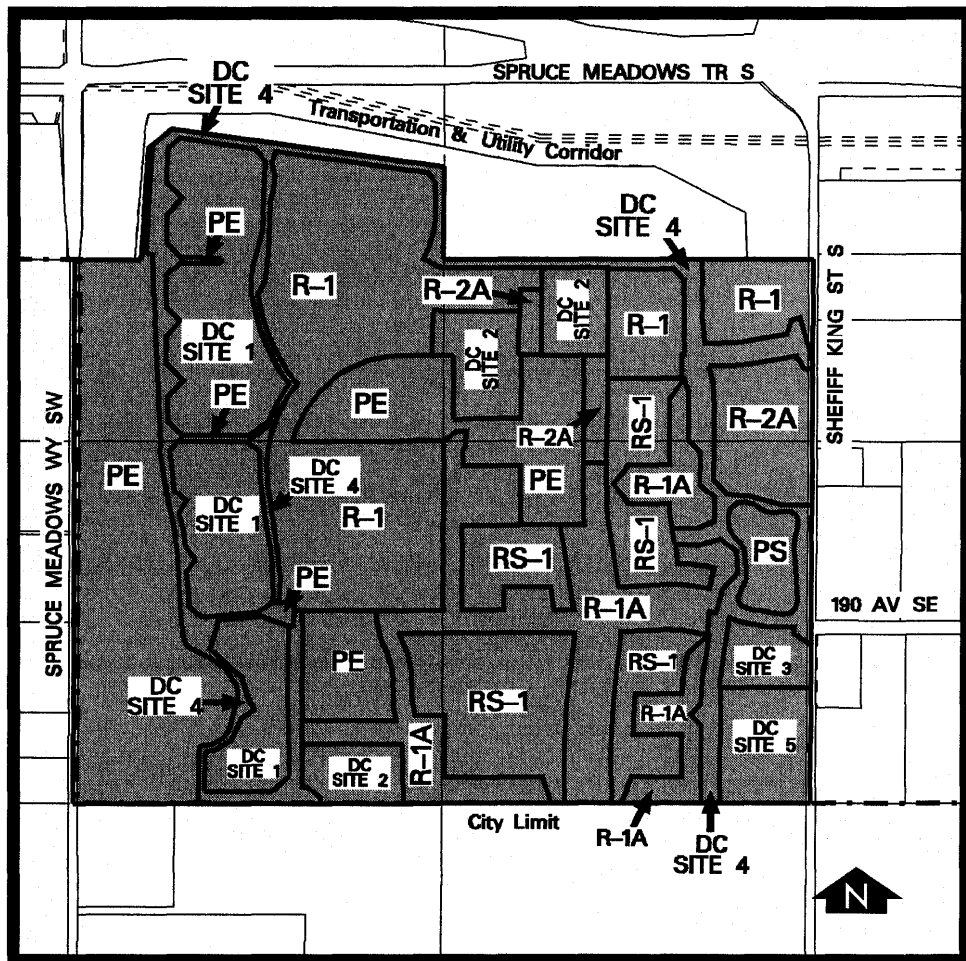 SPRUCE MEADOWS TR S
DC
SITE 4
Transportation & Utility Corridor
DC
SITE 4
PE
R-1
R-2A
DC
SITE 2
R-1
R-1
SHEFIFF KING ST S
DC
SITE 1
DC
SITE 2
PE
PE
R-2A
RS-1
R-2A
PE
DC
SITE 4
PE
R-1A
DC
SITE 1
R-1
RS-1
RS-1
PS
PE
R-1A
190 AV SE
SPRUCE MEADOWS WY SW
PE
RS-1
DC
SITE 3
DC
SITE 4
RS-1
R-1A
DC
SITE 5
R-1A
DC
SITE 1
DC
SITE 2
City Limit
R-1A
DC
SITE 4
N